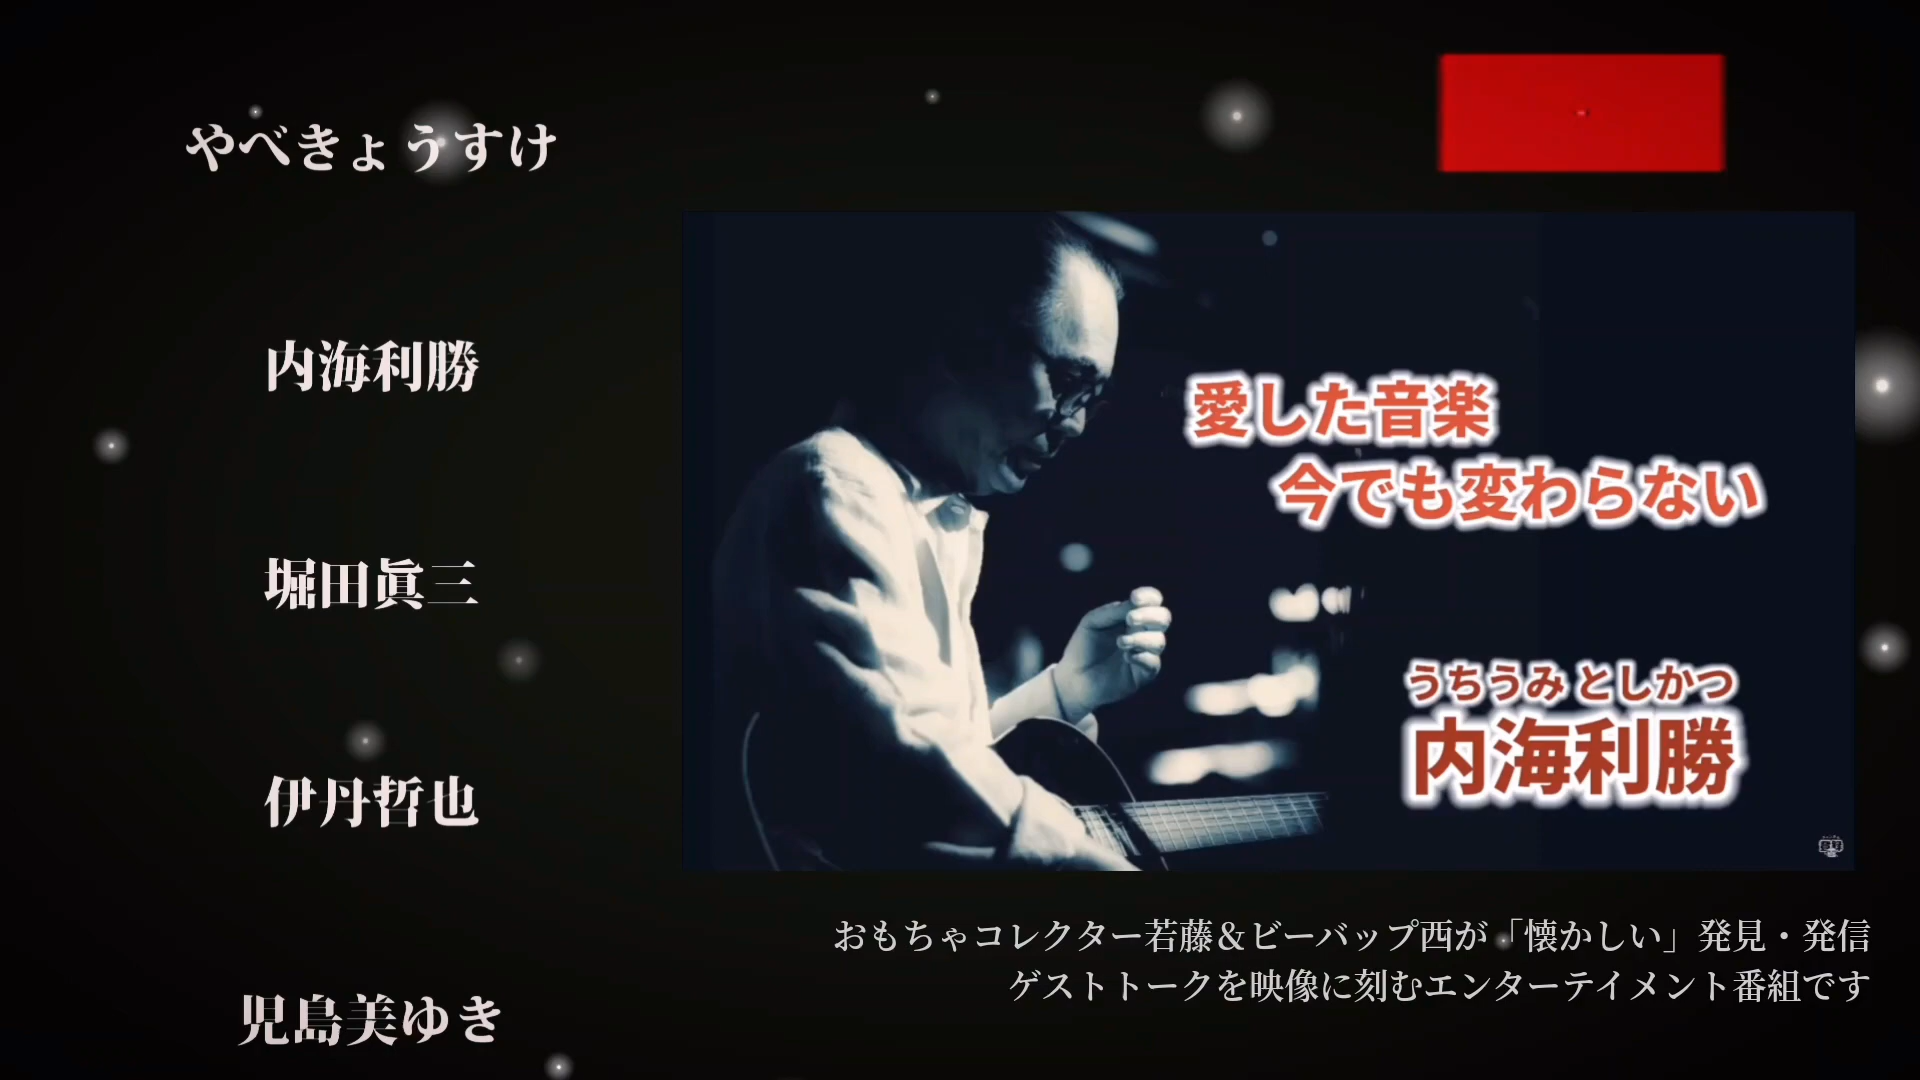 やべきょうすけ
内海利勝
堀田眞三
伊丹哲也
児島美ゆき
愛した音楽
今でも変わらない
うちうみ としかつ
内海利勝
おもちゃコレクター若藤＆ビーバップ西が「懐かしい」発見・発信
ゲストトークを映像に刻むエンターテイメント番組です